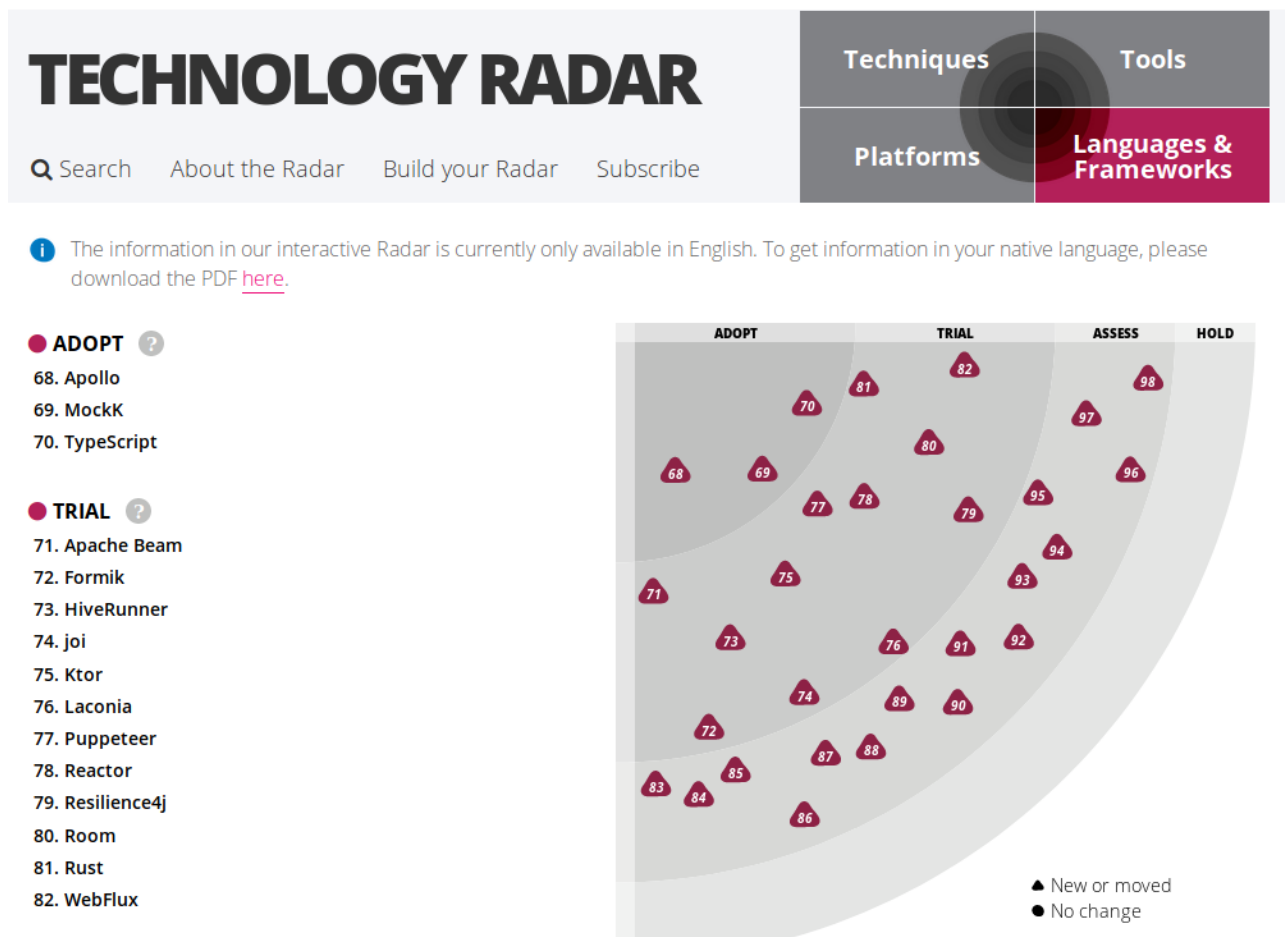 TECHNOLOGY RADAR
Search About the Radar Build your Radar Subscribe
Techniques Tools
Platforms Languages & Frameworks
The information in our interactive Radar is currently only available in English. To get information in your native language, please
download the PDF here.
ADOPT ?
68. Apollo
69. MockK
70. TypeScript
TRIAL ?
71. Apache Beam
72. Formik
73. HiveRunner
74. joi
75. Ktor
76. Laconia
77. Puppeteer
78. Reactor
79. Resilience4j
80. Room
81. Rust
82. WebFlux
ADOPT TRIAL ASSESS HOLD
82
98
81
70
97
80
68 69 96
77 78 79 95
94
75 93
71
73 76 91 92
74 89 90
72
87 88
83 84 85
86
New or moved
No change